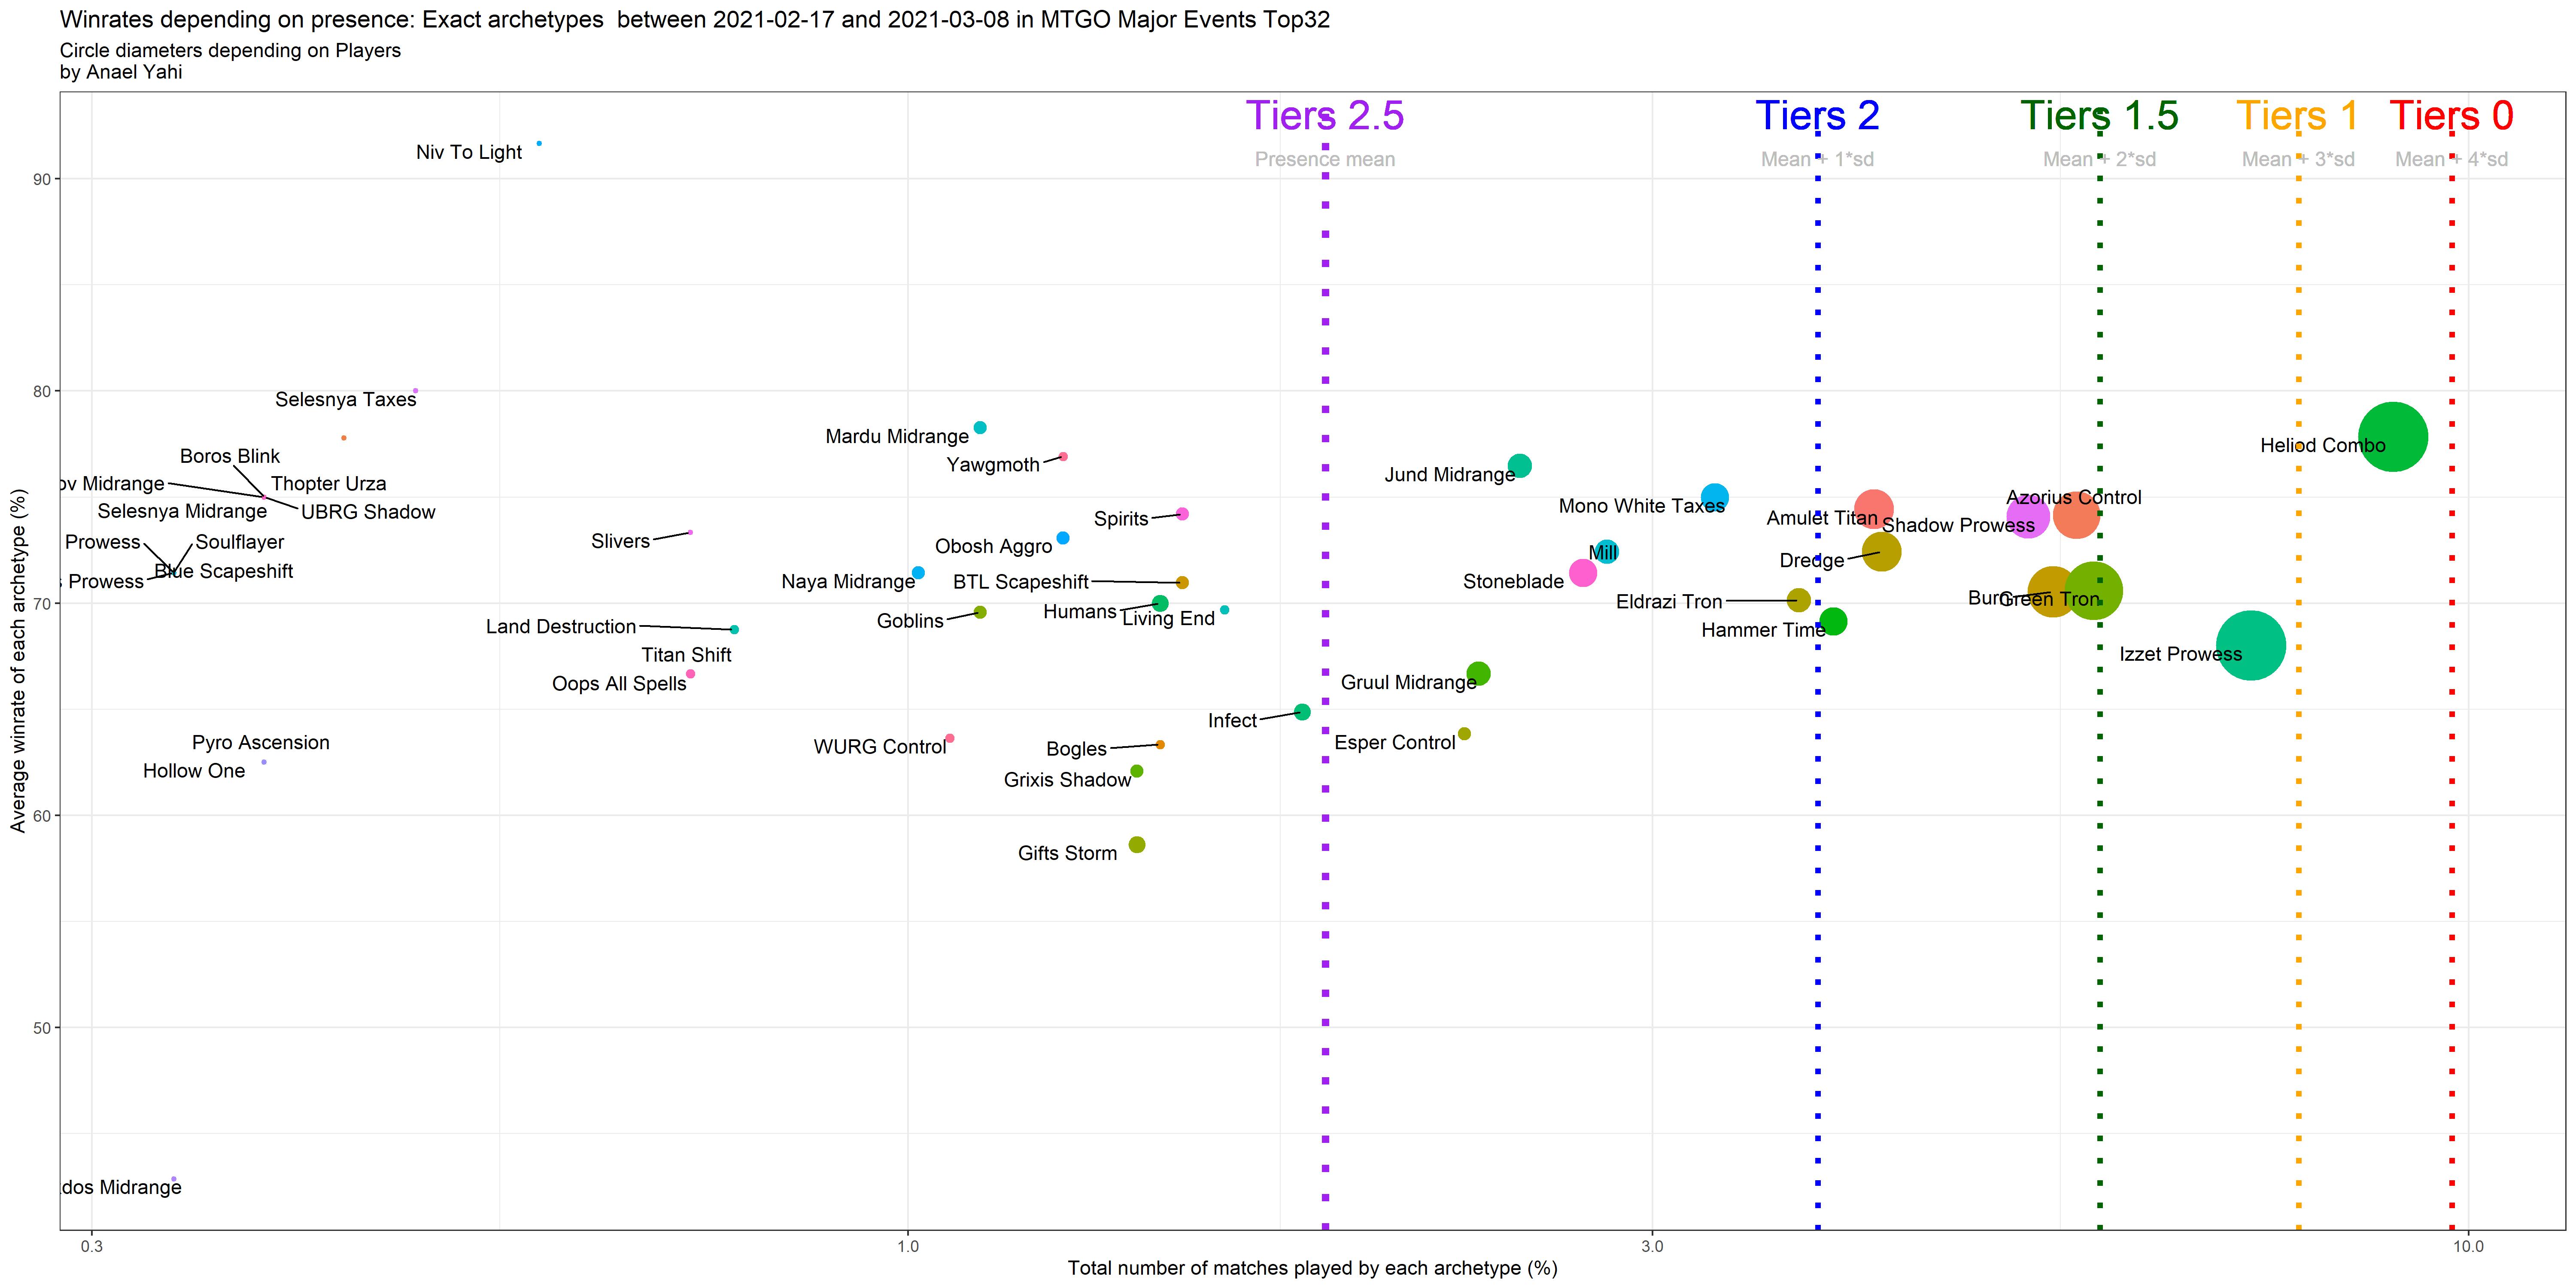 Winrates depending on presence: Exact archetypes  between 2021-02-17 and 2021-03-08 in MTGO Major Events Top32
Circle diameters depending on Players
by Anael Yahi
Tiers 2.5
Tiers 2
Tiers 1.5
Tiers 1
Tiers 0
Presence mean
Mean + 1*sd
Mean + 2*sd
Mean + 3*sd
Mean + 4*sd
Niv To Light
90
80
Selesnya Taxes
Mardu Midrange
Heliod Combo
Boros Blink
Yawgmoth
Jund Midrange
ov Midrange
Thopter Urza
Azorius Control
Selesnya Midrange
UBRG Shadow
Mono White Taxes
Spirits
Amulet Titan
Shadow Prowess
Prowess
Soulflayer
Slivers
Obosh Aggro
Mill
Dredge
Blue Scapeshift
s Prowess
Naya Midrange
BTL Scapeshift
Stoneblade
70
Eldrazi Tron
Burn
Green Tron
Humans
Living End
Goblins
Land Destruction
Hammer Time
Titan Shift
Izzet Prowess
Oops All Spells
Gruul Midrange
Infect
Pyro Ascension
WURG Control
Bogles
Esper Control
Hollow One
Grixis Shadow
60
Gifts Storm
50
dos Midrange
Average winrate of each archetype (%)
0.3
1.0
3.0
10.0
Total number of matches played by each archetype (%)